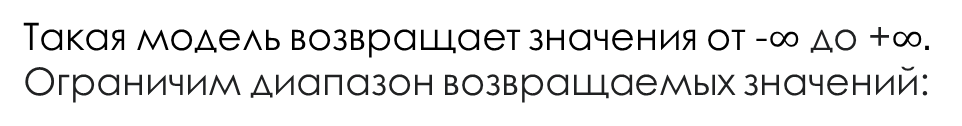 Такая модель возвращает значения от -∞ до +∞.
Ограничим диапазон возвращаемых значений: